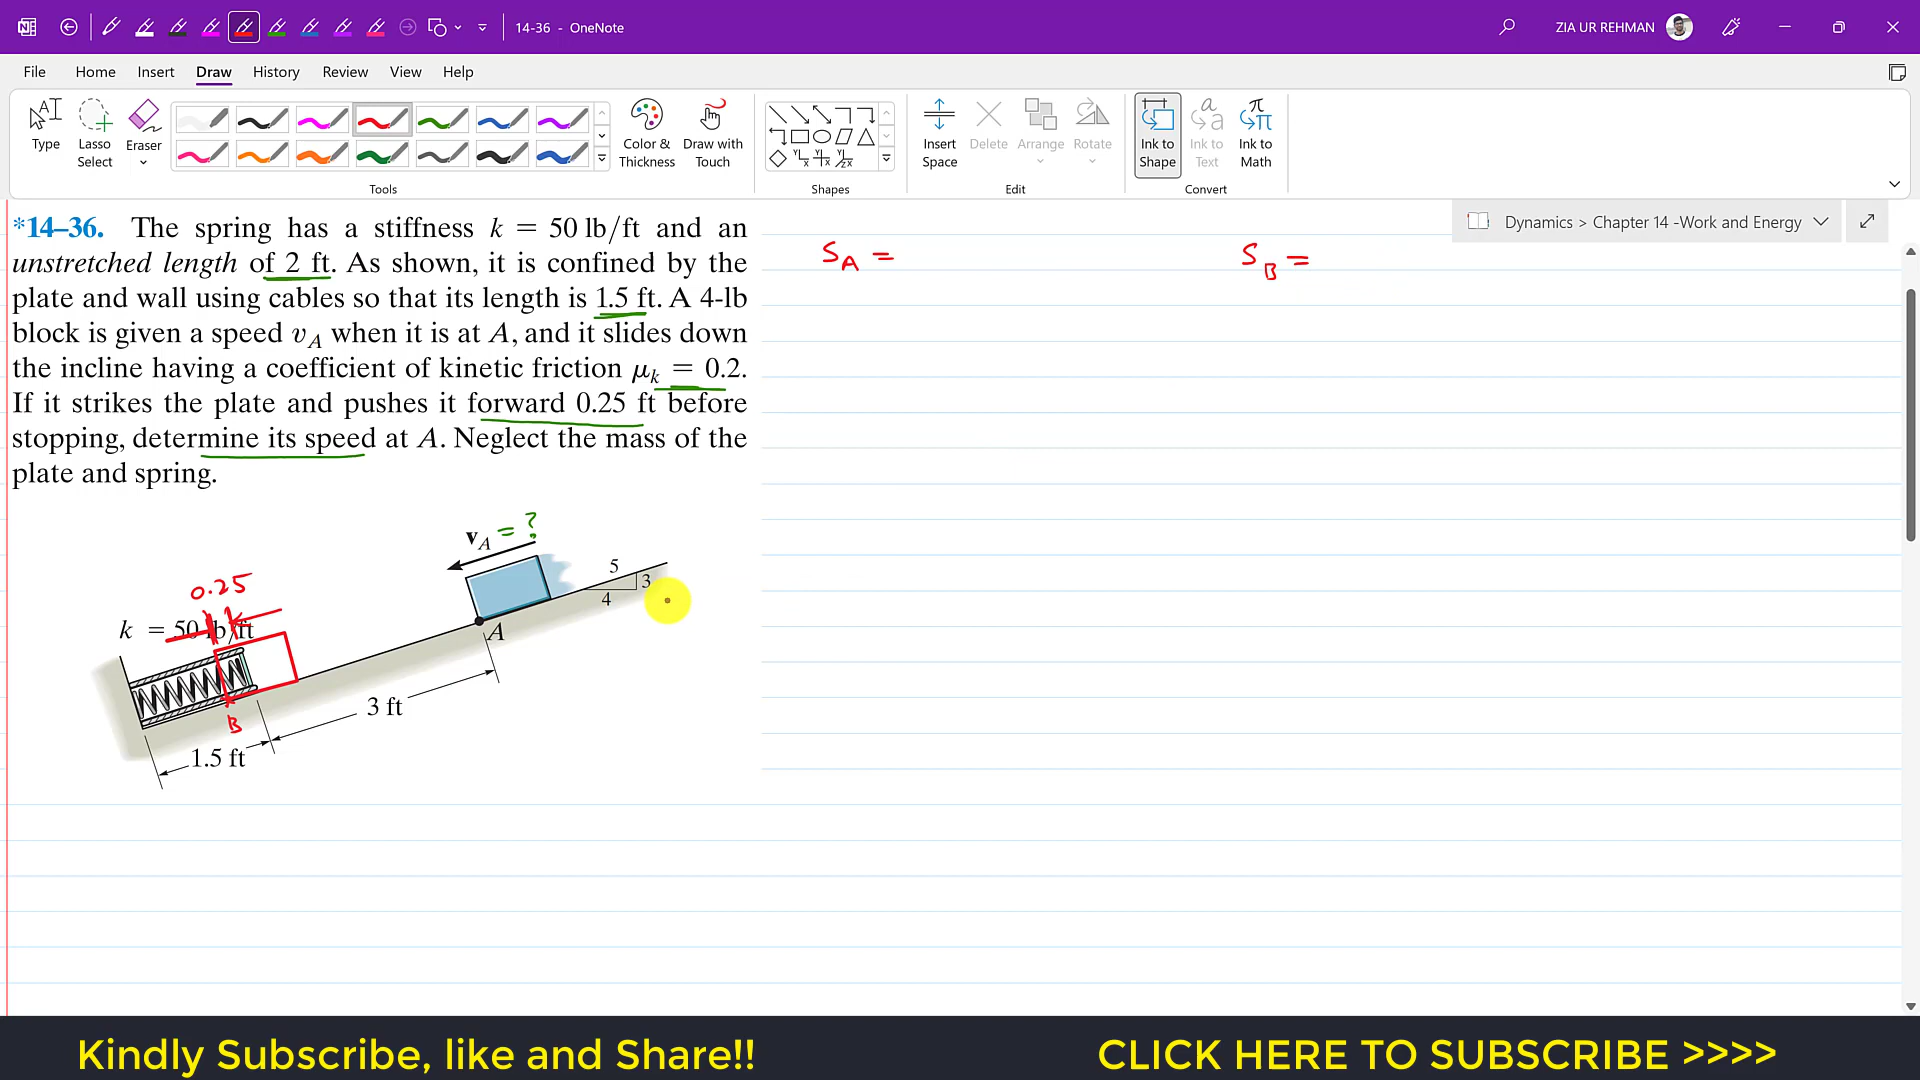 14-36 - OneNote
ZIA UR REHMAN
File Home Insert Draw History Review View Help
Type
Lasso Select
Eraser
Color & Thickness
Draw with Touch
Insert Space
Delete
Arrange
Rotate
Ink to Shape
Ink to Text
Ink to Math
Tools
Shapes
Edit
Convert
Dynamics > Chapter 14 -Work and Energy
*14–36. The spring has a stiffness k = 50 lb/ft and an
unstretched length of 2 ft. As shown, it is confined by the
plate and wall using cables so that its length is 1.5 ft. A 4-lb
block is given a speed vA when it is at A, and it slides down
the incline having a coefficient of kinetic friction μk = 0.2.
If it strikes the plate and pushes it forward 0.25 ft before
stopping, determine its speed at A. Neglect the mass of the
plate and spring.
SA =
SB =
vA = ?
5
3
4
0.25
k = 50 lb/ft
A
B
3 ft
1.5 ft
Kindly Subscribe, like and Share!!
CLICK HERE TO SUBSCRIBE >>>>